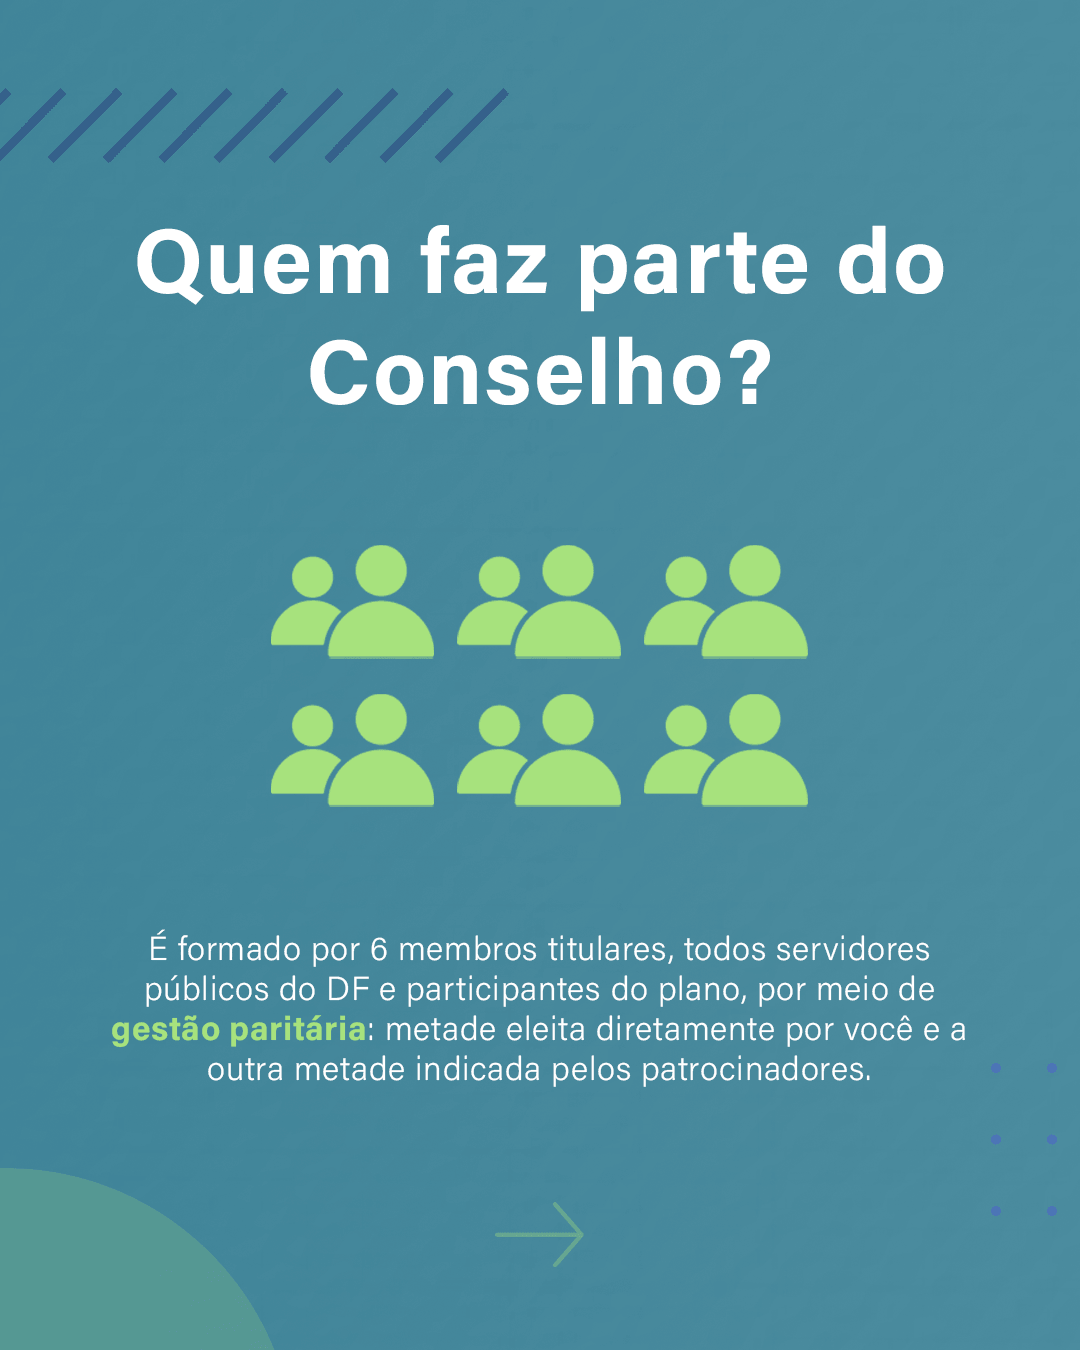 Quem faz parte do
Conselho?
É formado por 6 membros titulares, todos servidores
públicos do DF e participantes do plano, por meio de
gestão paritária: metade eleita diretamente por você e a
outra metade indicada pelos patrocinadores.